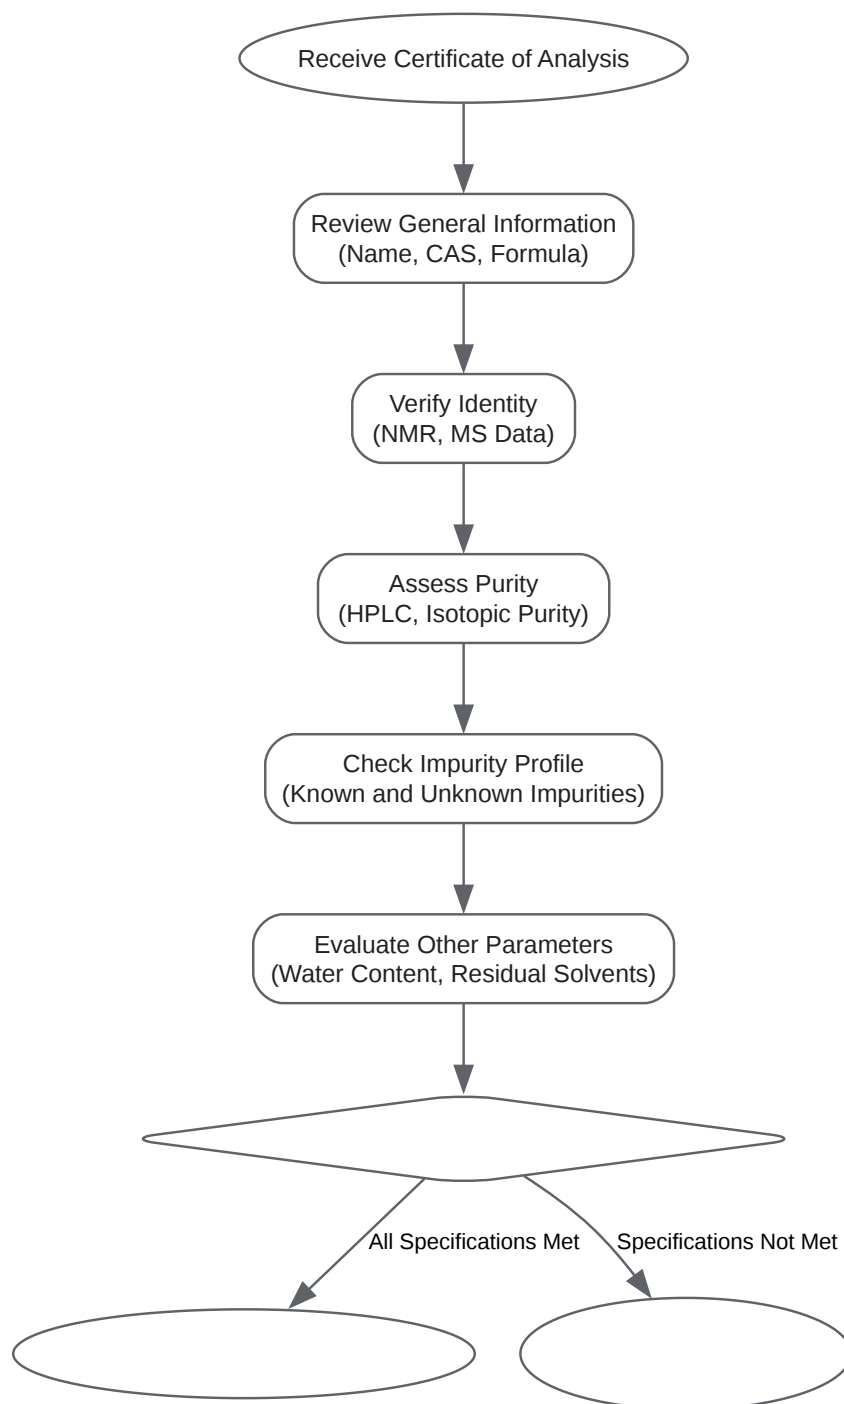 Receive Certificate of Analysis
Review General Information
(Name, CAS, Formula)
Verify Identity
(NMR, MS Data)
Assess Purity
(HPLC, Isotopic Purity)
Check Impurity Profile
(Known and Unknown Impurities)
Evaluate Other Parameters
(Water Content, Residual Solvents)
All Specifications Met
Specifications Not Met